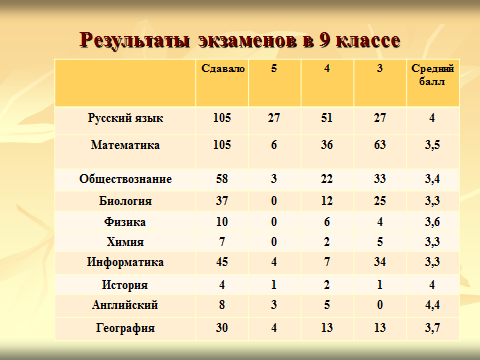 Результаты экзаменов в 9 классе
Сдавало 5 4 3 Средний
балл
Русский язык 105 27 51 27 4
Математика 105 6 36 63 3,5
Обществознание 58 3 22 33 3,4
Биология 37 0 12 25 3,3
Физика 10 0 6 4 3,6
Химия 7 0 2 5 3,3
Информатика 45 4 7 34 3,3
История 4 1 2 1 4
Английский 8 3 5 0 4,4
География 30 4 13 13 3,7